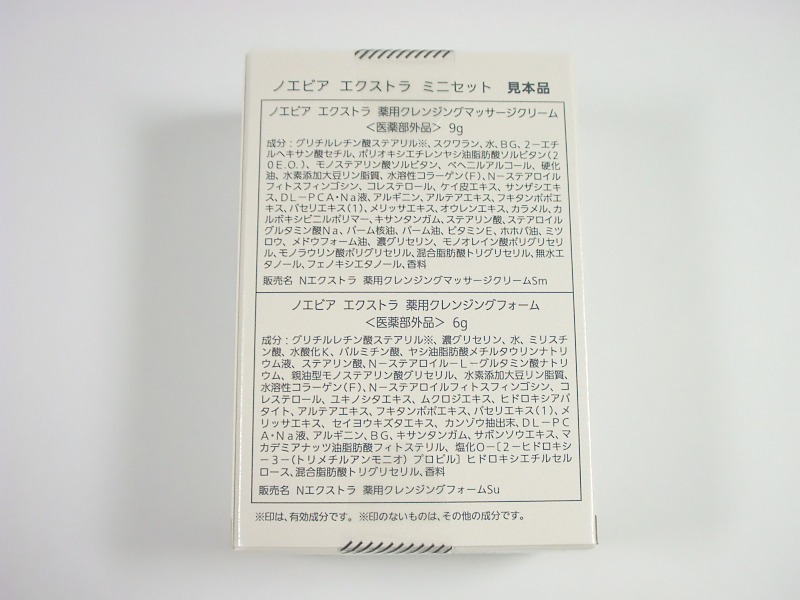 ノエビア エクストラ ミニセット 見本品
ノエビア エクストラ 薬用クレンジングマッサージクリーム
＜医薬部外品＞ 9g
成分：グリチルレチン酸ステアリル※、スクワラン、水、BG、2－エチ
ルヘキサン酸セチル、ポリオキシエチレンヤシ油脂肪酸ソルビタン(2
0E.O.)、モノステアリン酸ソルビタン、ベヘニルアルコール、硬化
油、水素添加大豆リン脂質、水溶性コラーゲン(F)、N－ステアロイル
フィトスフィンゴシン、コレステロール、ケイ皮エキス、サンザシエキ
ス、DL－PCA・Na液、アルギニン、アルテアエキス、フキタンポポエ
キス、パセリエキス(1)、メリッサエキス、オウレンエキス、カラメル、カ
ルボキシビニルポリマー、キサンタンガム、ステアリン酸、ステアロイル
グルタミン酸Na、パーム核油、パーム油、ビタミンE、ホホバ油、ミツ
ロウ、メドウフォーム油、濃グリセリン、モノオレイン酸ポリグリセリ
ル、モノラウリン酸ポリグリセリル、混合脂肪酸トリグリセリル、無水エ
タノール、フェノキシエタノール、香料
販売名 Nエクストラ 薬用クレンジングマッサージクリームSm
ノエビア エクストラ 薬用クレンジングフォーム
＜医薬部外品＞ 6g
成分：グリチルレチン酸ステアリル※、濃グリセリン、水、ミリスチ
ン酸、水酸化K、パルミチン酸、ヤシ油脂肪酸メチルタウリンナトリ
ウム液、ステアリン酸、N－ステアロイル－L－グルタミン酸ナトリ
ウム、親油型モノステアリン酸グリセリル、水素添加大豆リン脂質、
水溶性コラーゲン(F)、N－ステアロイルフィトスフィンゴシン、コ
レステロール、ユキノシタエキス、ムクロジエキス、ヒドロキシアパ
タイト、アルテアエキス、フキタンポポエキス、パセリエキス(1)、メ
リッサエキス、セイヨウキズタエキス、カンゾウ抽出末、DL－PC
A・Na液、アルギニン、BG、キサンタンガム、サボンソウエキス、マ
カデミアナッツ油脂肪酸フィトステリル、塩化O－［2－ヒドロキシ
－3－(トリメチルアンモニオ) プロピル］ヒドロキシエチルセル
ロース、混合脂肪酸トリグリセリル、香料
販売名 Nエクストラ 薬用クレンジングフォームSu
※印は、有効成分です。※印のないものは、その他の成分です。